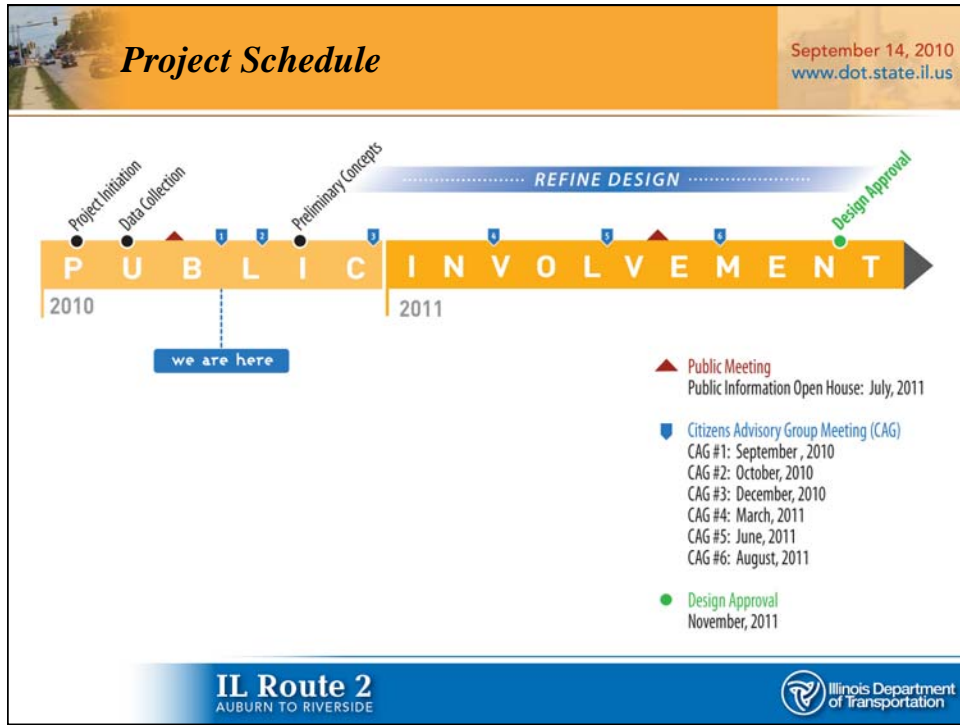 Project Schedule
September 14, 2010
www.dot.state.il.us
Project Initiation
Data Collection
Preliminary Concepts
REFINE DESIGN
Design Approval
1
2
3
4
5
6
PUBLIC INVOLVEMENT
2010
2011
we are here
Public Meeting
Public Information Open House: July, 2011
Citizens Advisory Group Meeting (CAG)
CAG #1: September , 2010
CAG #2: October, 2010
CAG #3: December, 2010
CAG #4: March, 2011
CAG #5: June, 2011
CAG #6: August, 2011
Design Approval
November, 2011
IL Route 2
AUBURN TO RIVERSIDE
Illinois Department
of Transportation